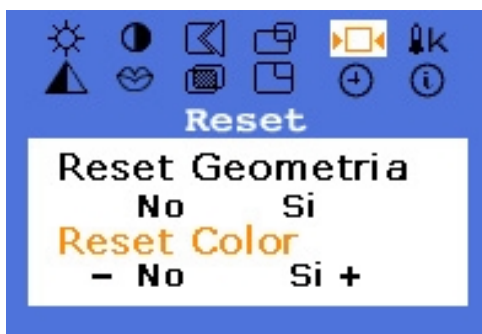 K
Reset
Reset Geometria
No Si
Reset Color
- No Si +